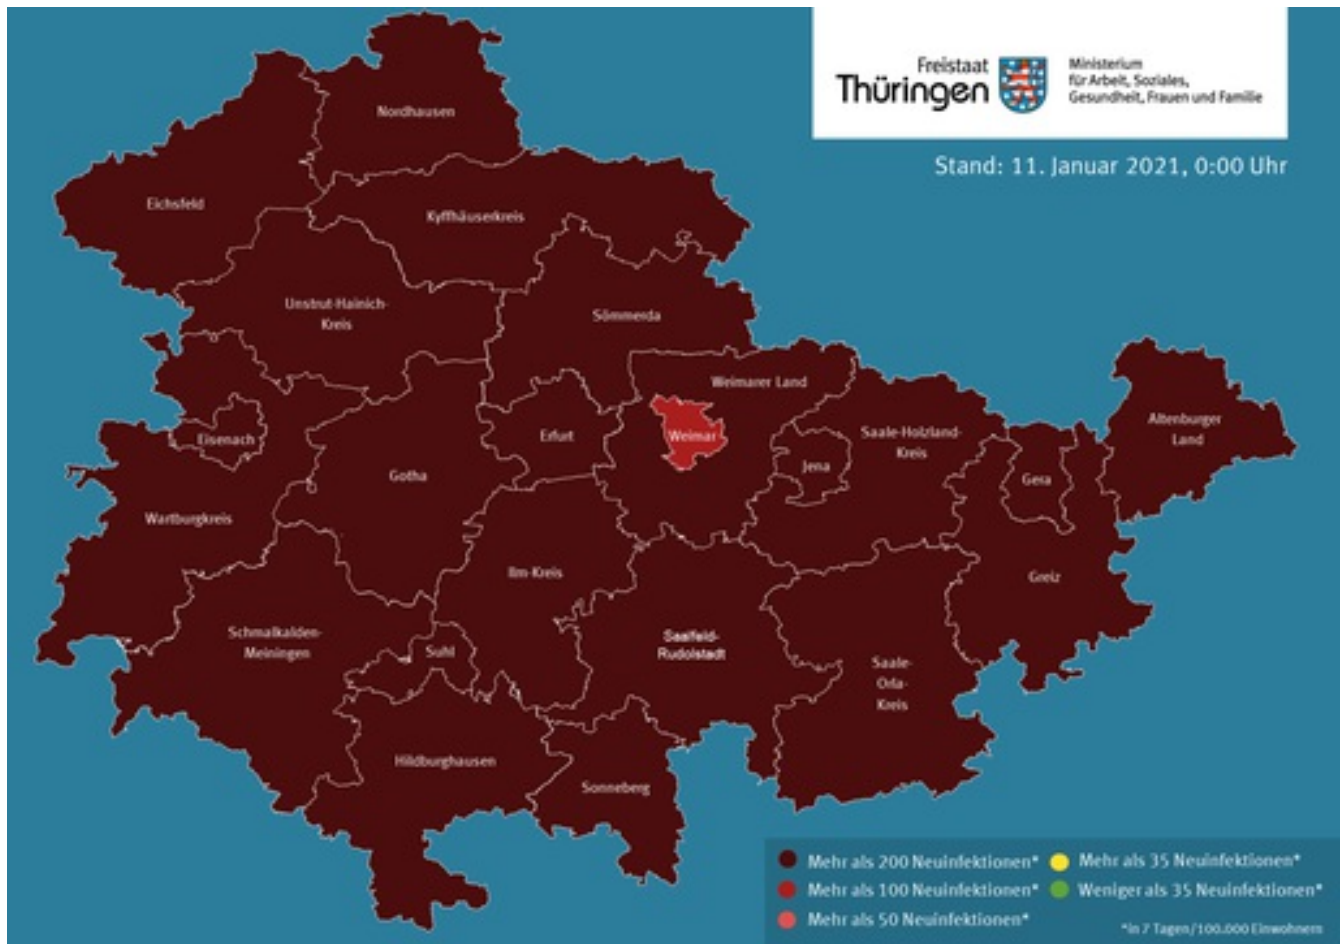 Freistaat
Thüringen
Ministerium
für Arbeit, Soziales,
Gesundheit, Frauen und Familie
Stand: 11. Januar 2021, 0:00 Uhr
Nordhausen
Eichsfeld
Kyffhäuserkreis
Unstrut-Hainich-
Kreis
Sömmerda
Weimarer Land
Eisenach
Erfurt
Weimar
Saale-Holzland-
Kreis
Altenburger
Land
Gotha
Jena
Gera
Wartburgkreis
Ilm-Kreis
Greiz
Schmalkalden-
Meiningen
Suhl
Saalfeld-
Rudolstadt
Saale-
Orla-
Kreis
Hildburghausen
Sonneberg
Mehr als 200 Neuinfektionen*
Mehr als 100 Neuinfektionen*
Mehr als 50 Neuinfektionen*
Mehr als 35 Neuinfektionen*
Weniger als 35 Neuinfektionen*
*in 7 Tagen/100.000 Einwohnern